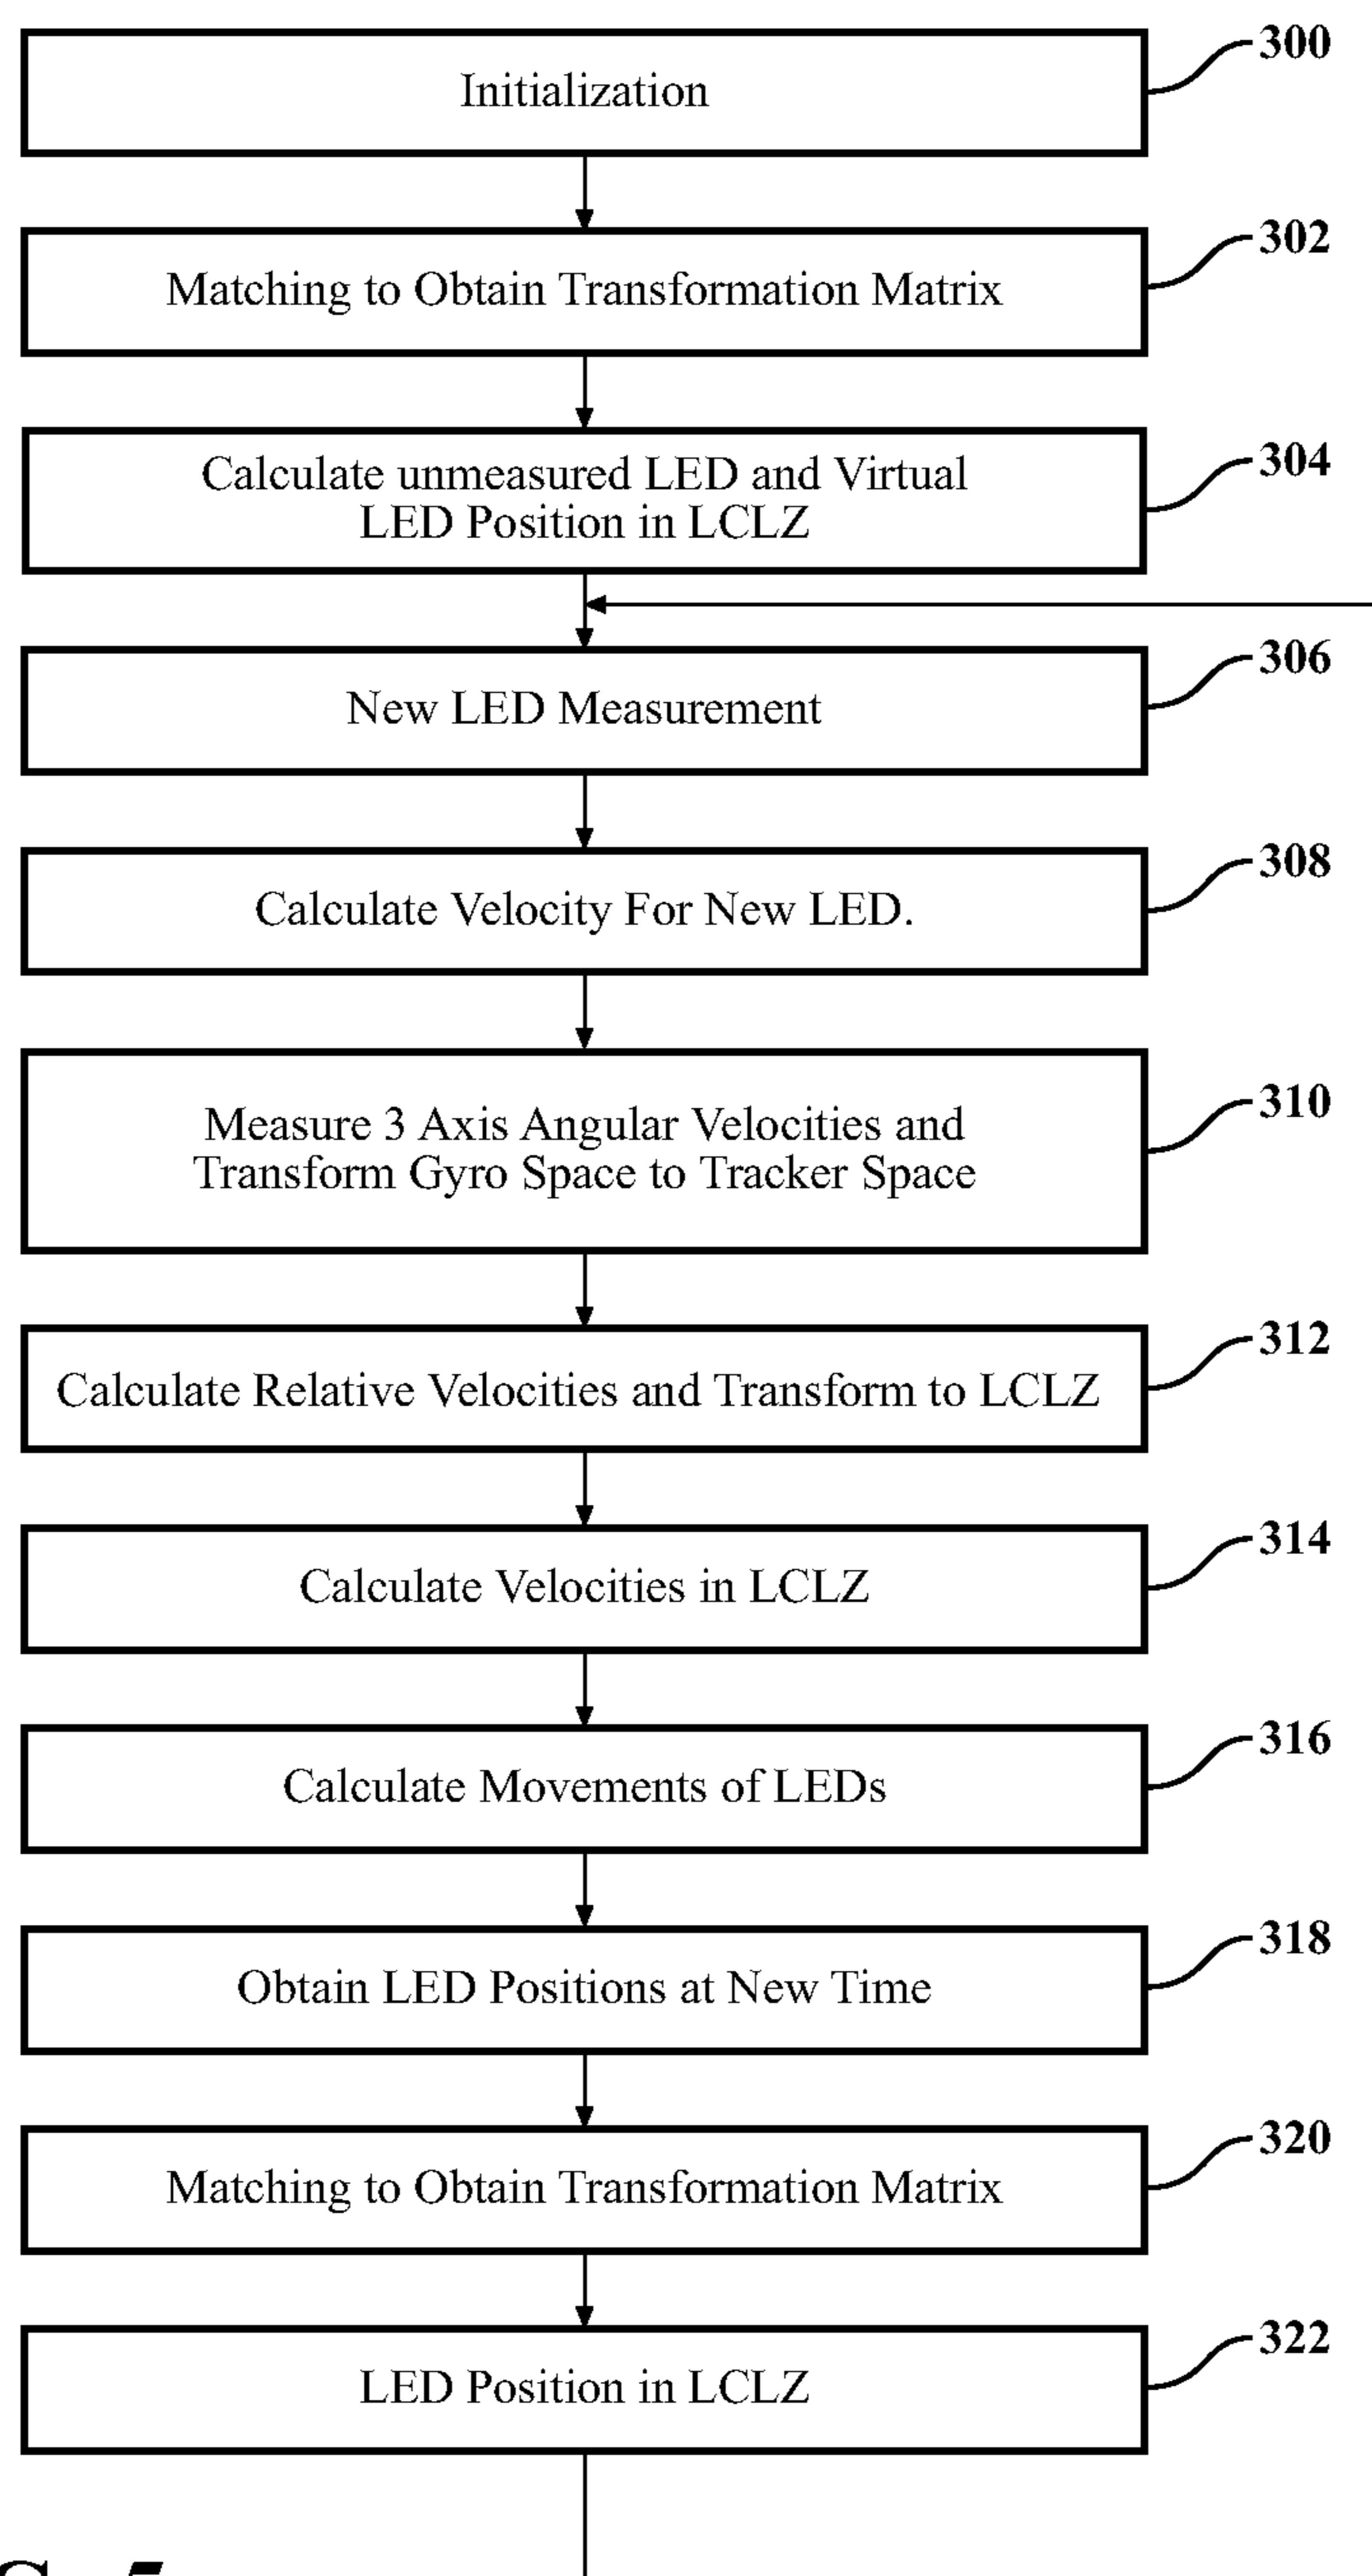 Initialization
300
Matching to Obtain Transformation Matrix
302
Calculate unmeasured LED and Virtual
LED Position in LCLZ
304
New LED Measurement
306
Calculate Velocity For New LED.
308
Measure 3 Axis Angular Velocities and
Transform Gyro Space to Tracker Space
310
Calculate Relative Velocities and Transform to LCLZ
312
Calculate Velocities in LCLZ
314
Calculate Movements of LEDs
316
Obtain LED Positions at New Time
318
Matching to Obtain Transformation Matrix
320
LED Position in LCLZ
322